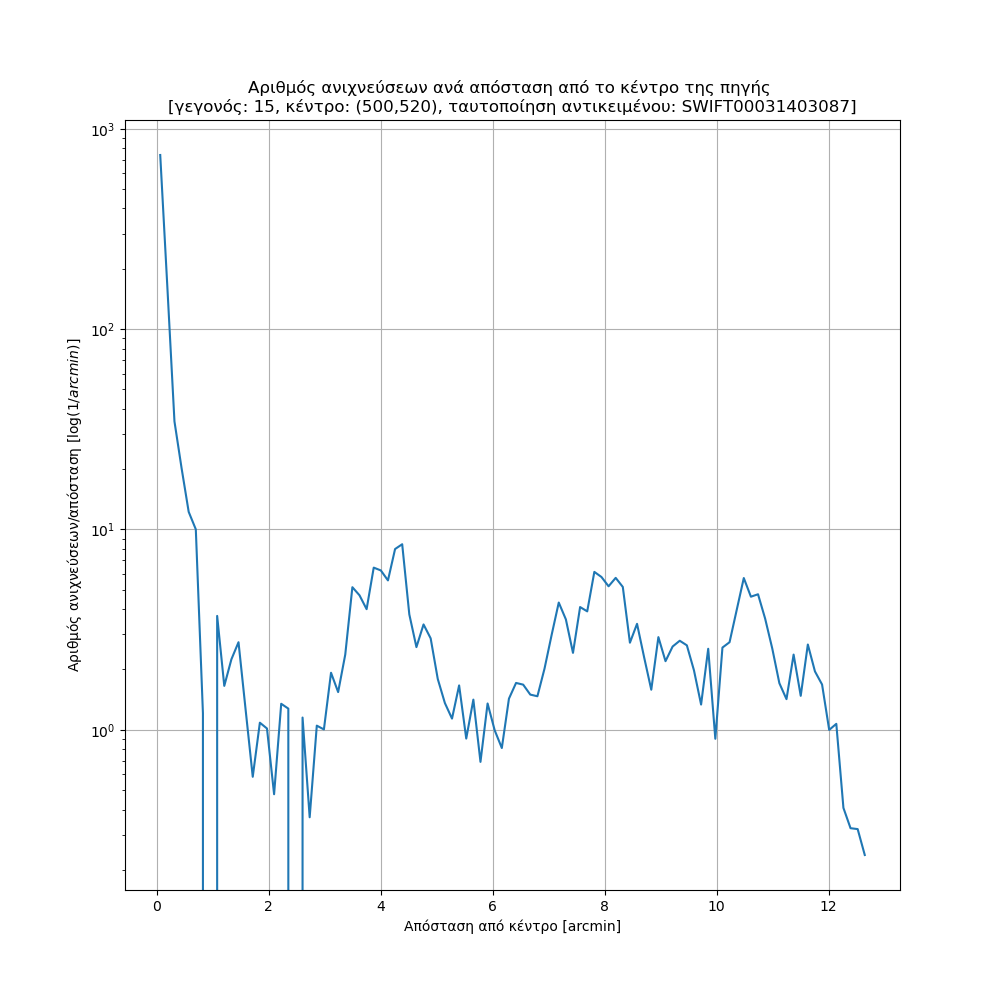 Αριθμός ανιχνεύσεων ανά απόσταση από το κέντρο της πηγής
[γεγονός: 15, κέντρο: (500,520), ταυτοποίηση αντικειμένου: SWIFT00031403087]
10³
10²
10¹
10⁰
Αριθμός ανιχνεύσεων/απόσταση [log(1/arcmin)]
0 2 4 6 8 10 12
Απόσταση από κέντρο [arcmin]